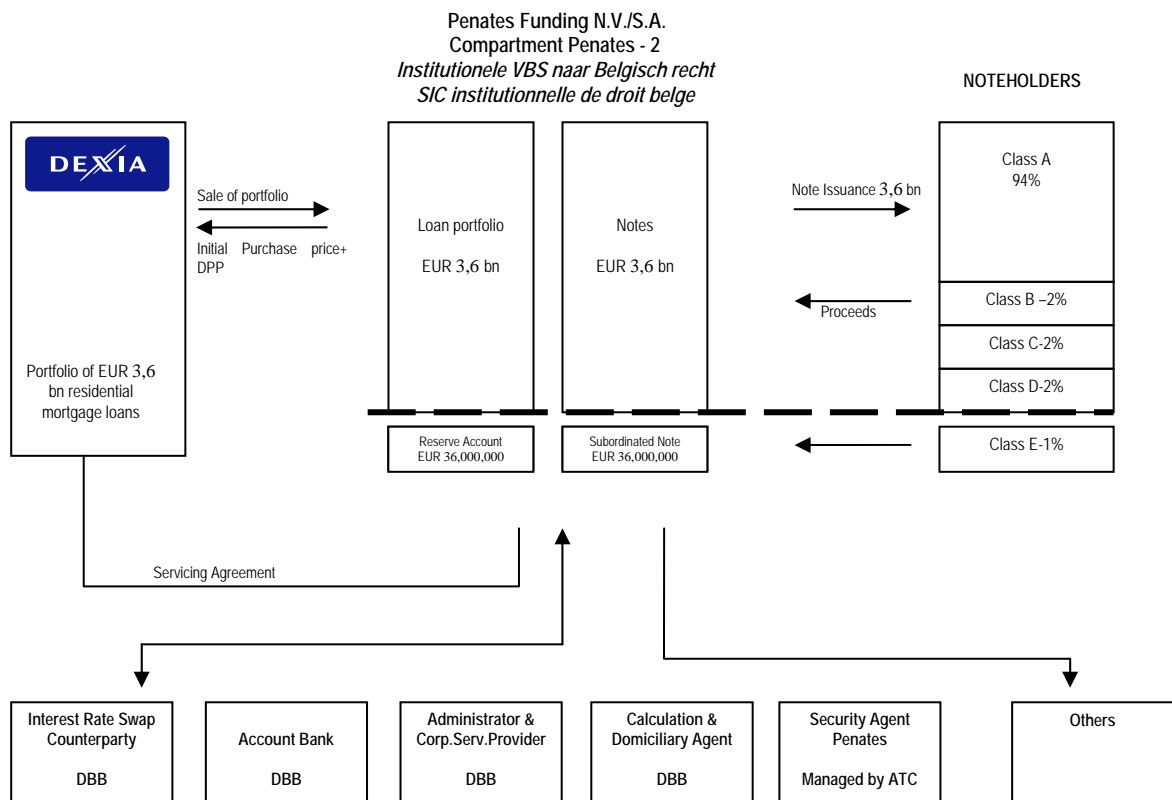 Penates Funding N.V./S.A.
Compartment Penates - 2
Institutionele VBS naar Belgisch recht
SIC institutionnelle de droit belge
NOTEHOLDERS
DEXIA
Portfolio of EUR 3,6
bn residential
mortgage loans
Sale of portfolio
Initial Purchase price+
DPP
Loan portfolio
EUR 3,6 bn
Notes
EUR 3,6 bn
Note Issuance 3,6 bn
Proceeds
Class A
94%
Class B –2%
Class C-2%
Class D-2%
Reserve Account
EUR 36,000,000
Subordinated Note
EUR 36,000,000
Class E-1%
Servicing Agreement
Interest Rate Swap
Counterparty
DBB
Account Bank
DBB
Administrator &
Corp.Serv.Provider
DBB
Calculation &
Domiciliary Agent
DBB
Security Agent
Penates
Managed by ATC
Others